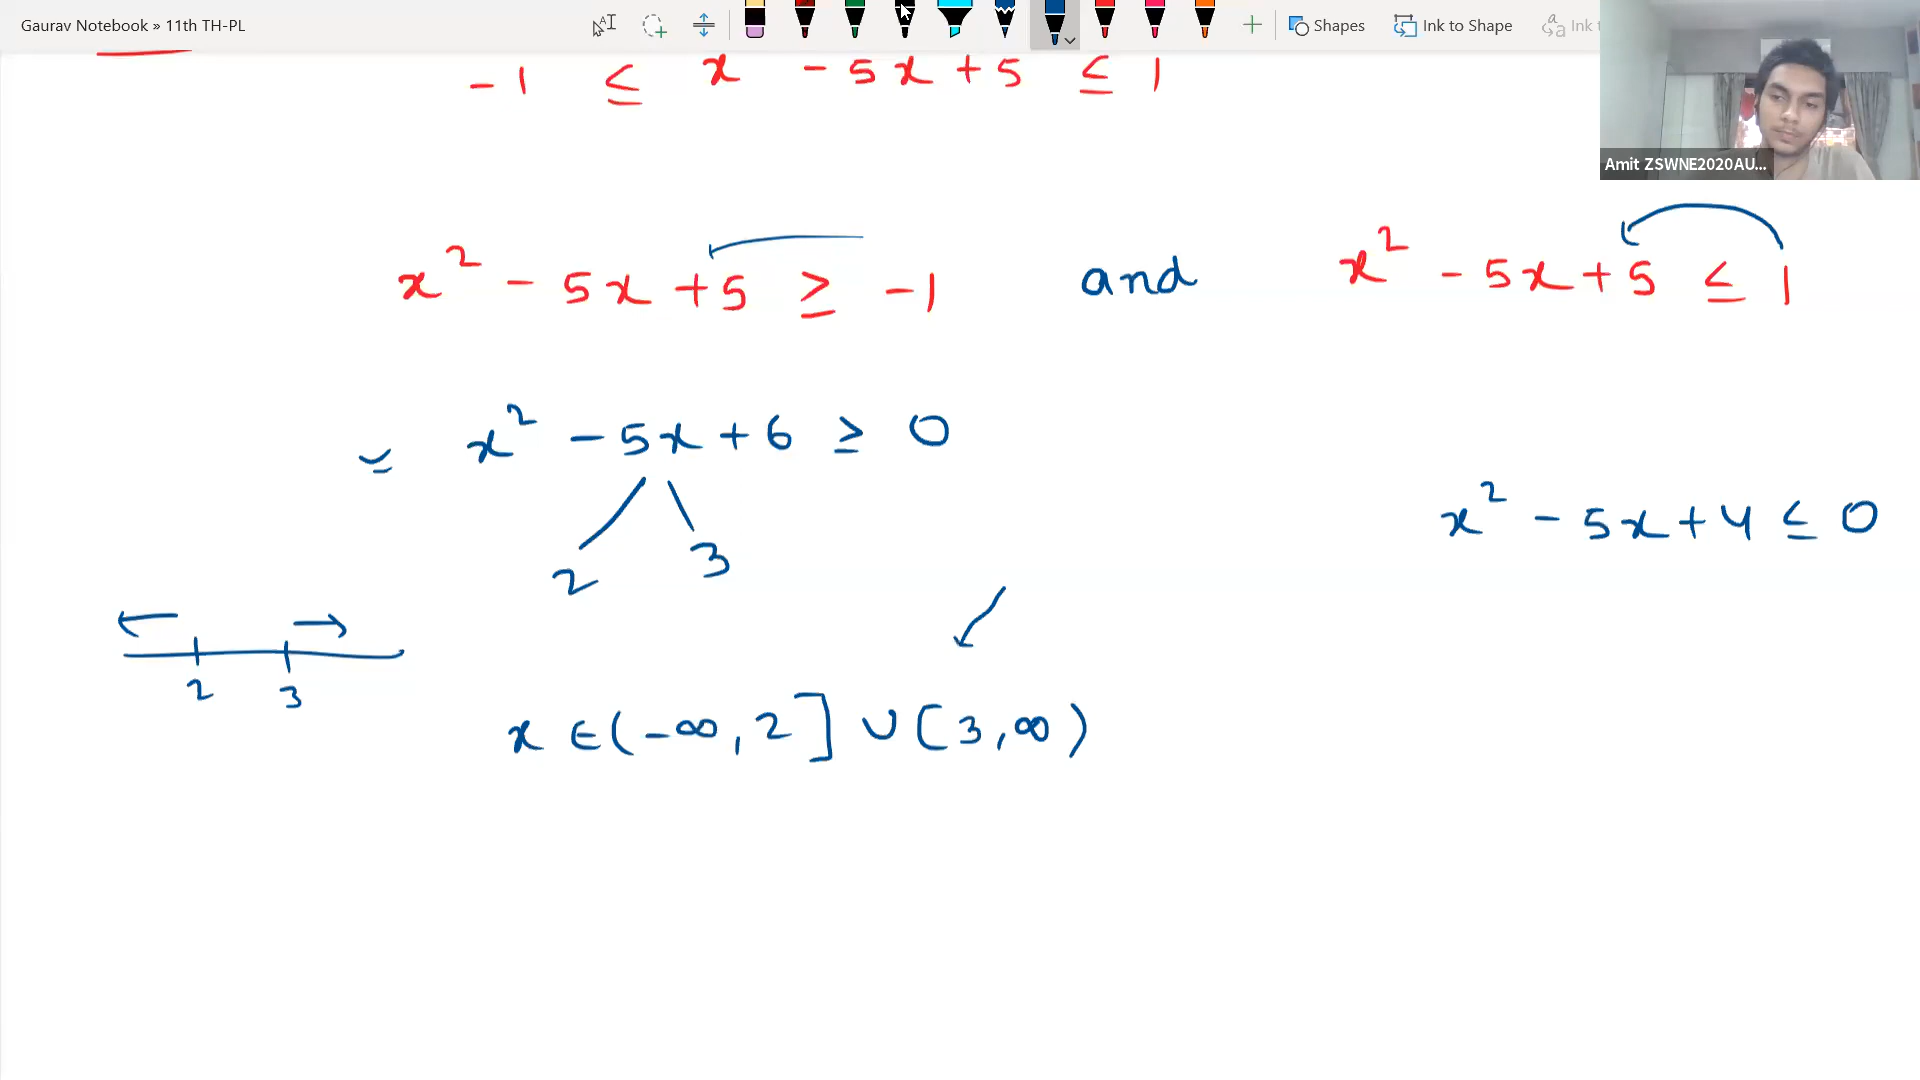 Gaurav Notebook » 11th TH-PL
Shapes
Ink to Shape
Ink t
Amit ZSWNE2020AU...
-1 ≤ x - 5x + 5 ≤ 1
x² - 5x + 5 ≥ -1 and x² - 5x + 5 ≤ 1
x² - 5x + 6 ≥ 0
x² - 5x + 4 ≤ 0
2 3
2 3
x ∈ (-∞, 2] ∪ [3, ∞)